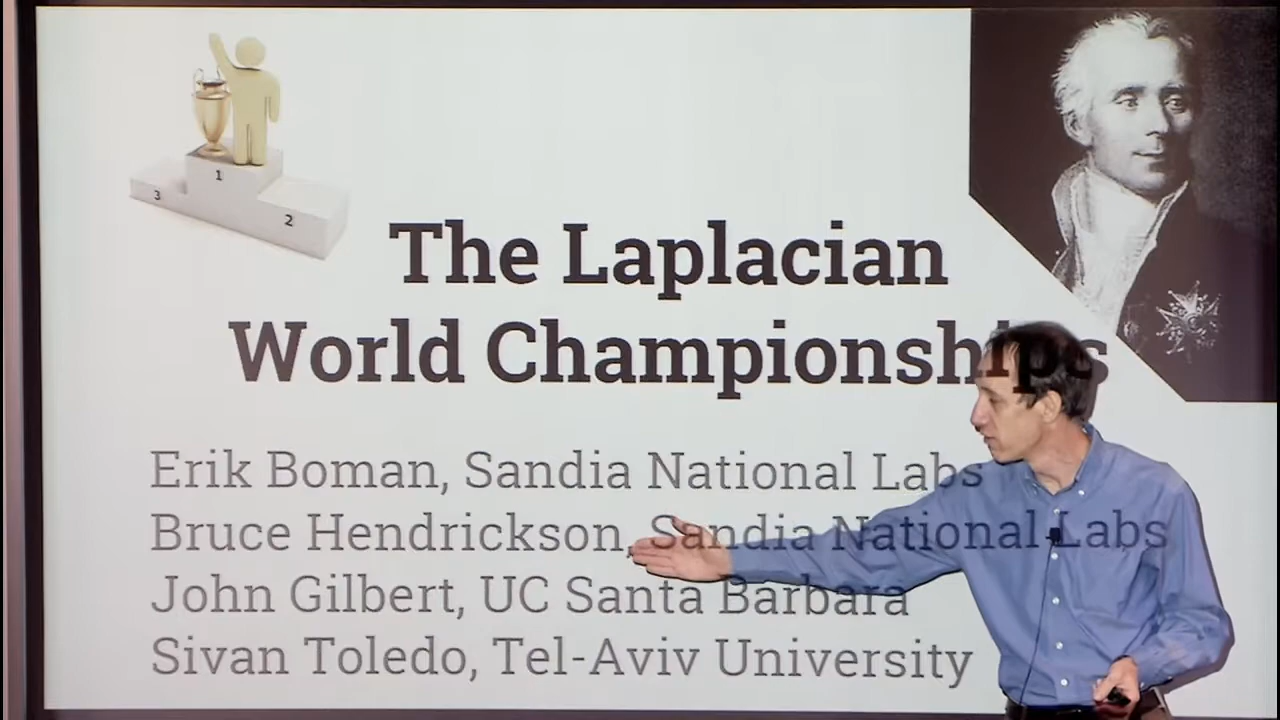 1
3
2
The Laplacian
World Championships
Erik Boman, Sandia National Labs
Bruce Hendrickson, Sandia National Labs
John Gilbert, UC Santa Barbara
Sivan Toledo, Tel-Aviv University